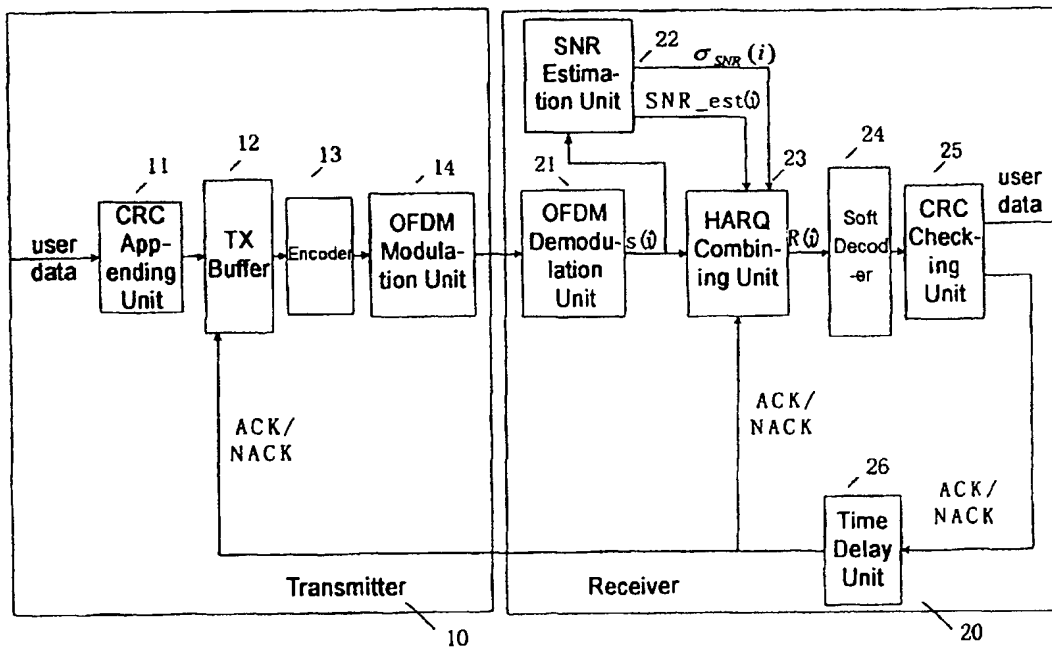 user
data
11
CRC
App-
ending
Unit
12
TX
Buffer
13
Encoder
14
OFDM
Modula-
tion Unit
ACK/
NACK
Transmitter
10
22
SNR
Estima-
tion Unit
σSNR(i)
SNR_est(i)
21
OFDM
Demodu-
lation
Unit
s(i)
23
HARQ
Combin-
ing Unit
R(i)
24
Soft
Decod
-er
25
CRC
Check-
ing
Unit
user
data
ACK/
NACK
26
Time
Delay
Unit
ACK/
NACK
Receiver
20